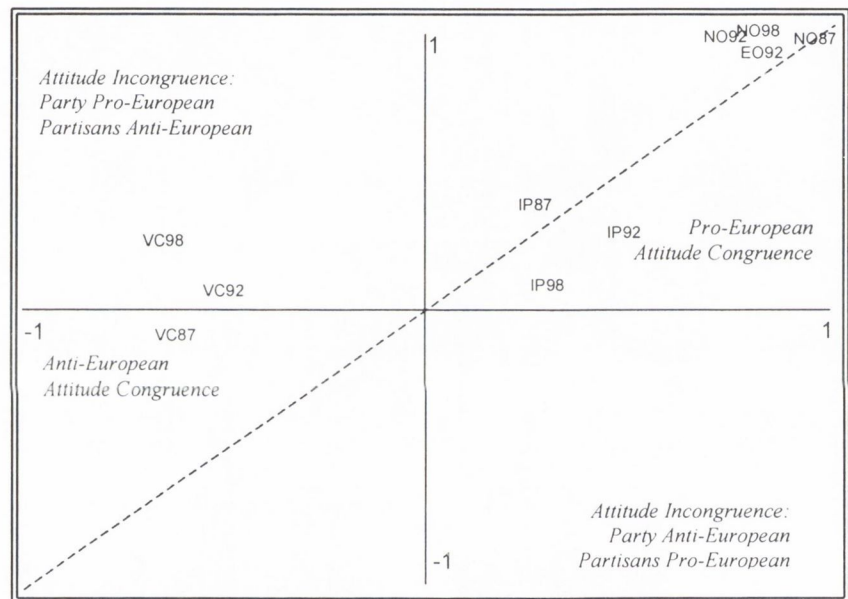 NO98
NO92
NO87
EO92
1
Attitude Incongruence:
Party Pro-European
Partisans Anti-European
IP87
IP92
Pro-European
Attitude Congruence
VC98
VC92
IP98
-1
1
VC87
Anti-European
Attitude Congruence
Attitude Incongruence:
Party Anti-European
Partisans Pro-European
-1